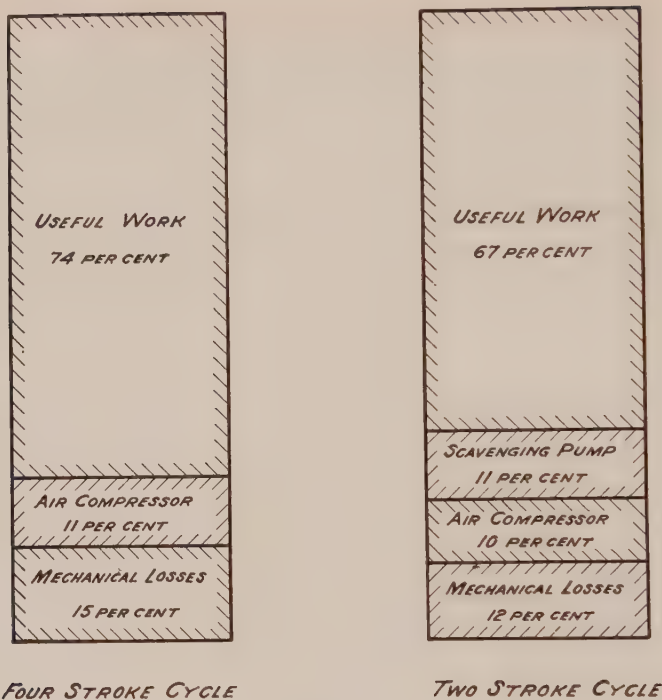 USEFUL WORK
74 PER CENT
AIR COMPRESSOR
11 PER CENT
MECHANICAL LOSSES
15 PER CENT
FOUR STROKE CYCLE
USEFUL WORK
67 PER CENT
SCAVENGING PUMP
11 PER CENT
AIR COMPRESSOR
10 PER CENT
MECHANICAL LOSSES
12 PER CENT
TWO STROKE CYCLE